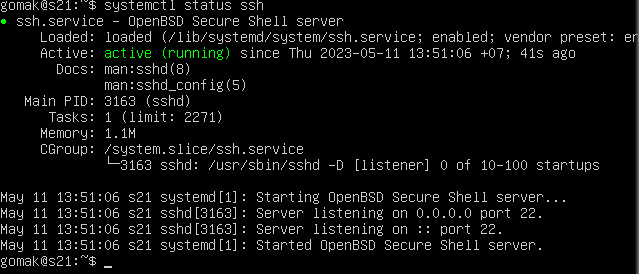 gomak@s21:~$ systemctl status ssh
● ssh.service - OpenBSD Secure Shell server
Loaded: loaded (/lib/systemd/system/ssh.service; enabled; vendor preset: en
Active: active (running) since Thu 2023-05-11 13:51:06 +07; 41s ago
Docs: man:sshd(8)
man:sshd_config(5)
Main PID: 3163 (sshd)
Tasks: 1 (limit: 2271)
Memory: 1.1M
CGroup: /system.slice/ssh.service
└─3163 sshd: /usr/sbin/sshd -D [listener] 0 of 10-100 startups
May 11 13:51:06 s21 systemd[1]: Starting OpenBSD Secure Shell server...
May 11 13:51:06 s21 sshd[3163]: Server listening on 0.0.0.0 port 22.
May 11 13:51:06 s21 sshd[3163]: Server listening on :: port 22.
May 11 13:51:06 s21 systemd[1]: Started OpenBSD Secure Shell server.
gomak@s21:~$ _